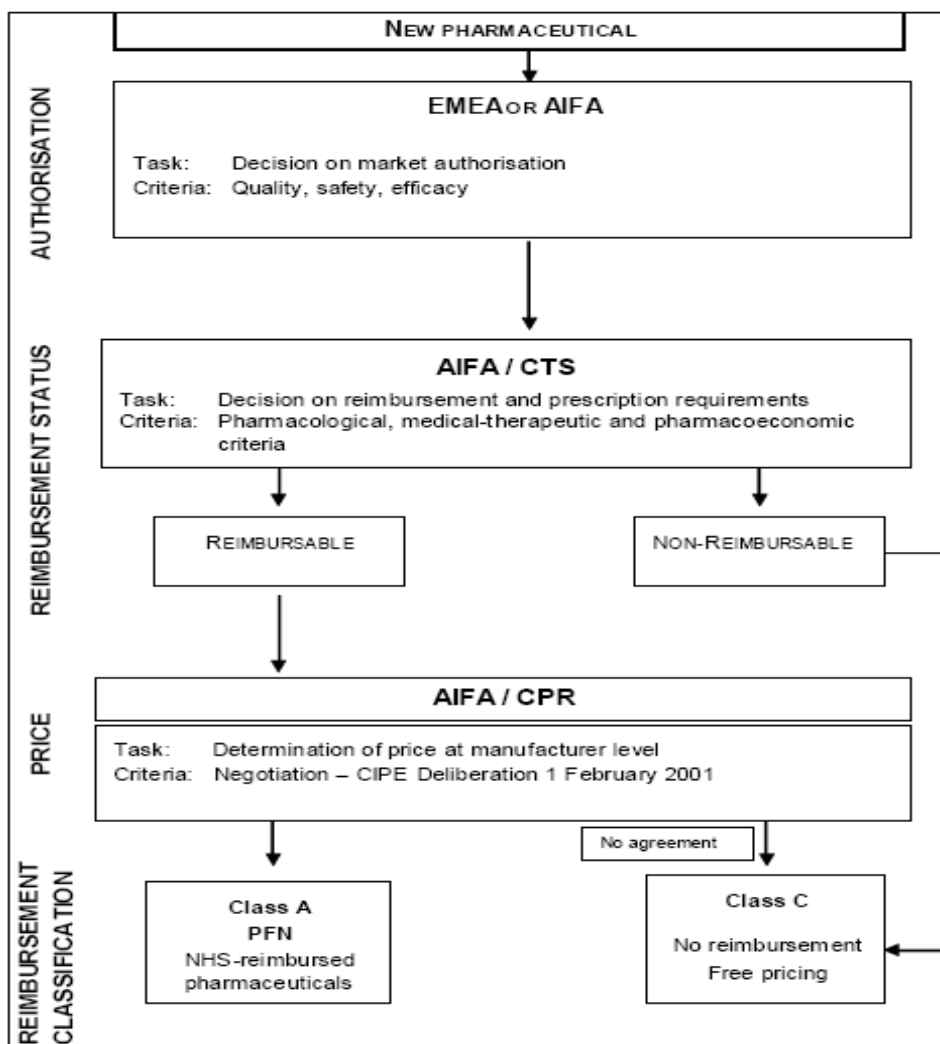 NEW PHARMACEUTICAL
AUTHORISATION
EMEA OR AIFA
Task: Decision on market authorisation
Criteria: Quality, safety, efficacy
REIMBURSEMENT STATUS
AIFA / CTS
Task: Decision on reimbursement and prescription requirements
Criteria: Pharmacological, medical-therapeutic and pharmacoeconomic
criteria
REIMBURSABLE
NON-REIMBURSABLE
PRICE
AIFA / CPR
Task: Determination of price at manufacturer level
Criteria: Negotiation – CIPE Deliberation 1 February 2001
No agreement
REIMBURSEMENT
CLASSIFICATION
Class A
PFN
NHS-reimbursed
pharmaceuticals
Class C
No reimbursement
Free pricing